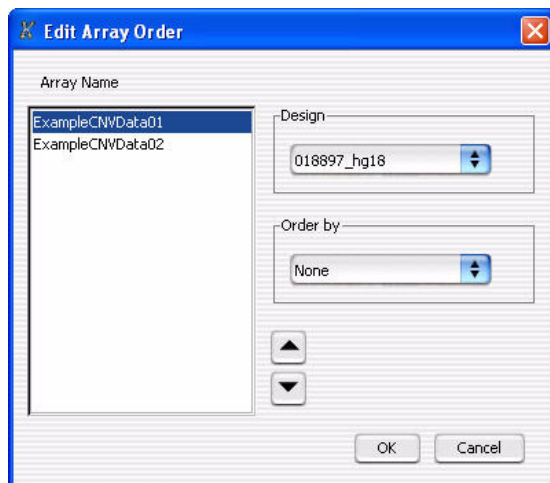 Edit Array Order
Array Name
ExampleCNVData01
ExampleCNVData02
Design
018897_hg18
Order by
None
OK
Cancel